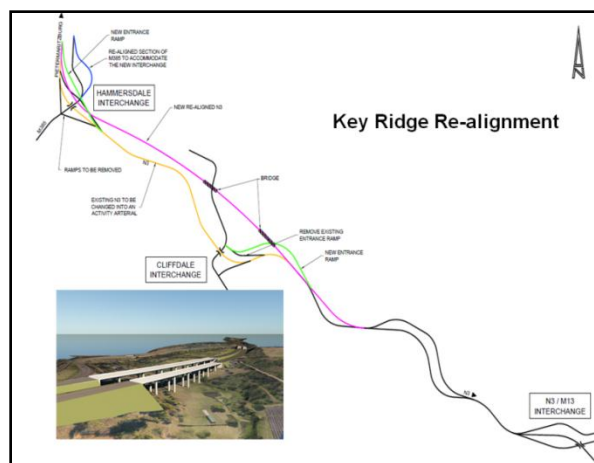 PIETERMARITZBURG
NEW ENTRANCE
RAMP
RE-ALIGNED SECTION OF
M385 TO ACCOMMODATE
THE NEW INTERCHANGE
HAMMERSDALE
INTERCHANGE
Key Ridge Re-alignment
NEW RE-ALIGNED N3
RAMPS TO BE REMOVED
N3
EXISTING N3 TO BE
CHANGED INTO AN
ACTIVITY ARTERIAL
BRIDGE
REMOVE EXISTING
ENTRANCE RAMP
NEW ENTRANCE
RAMP
CLIFFDALE
INTERCHANGE
N3
N3 / M13
INTERCHANGE